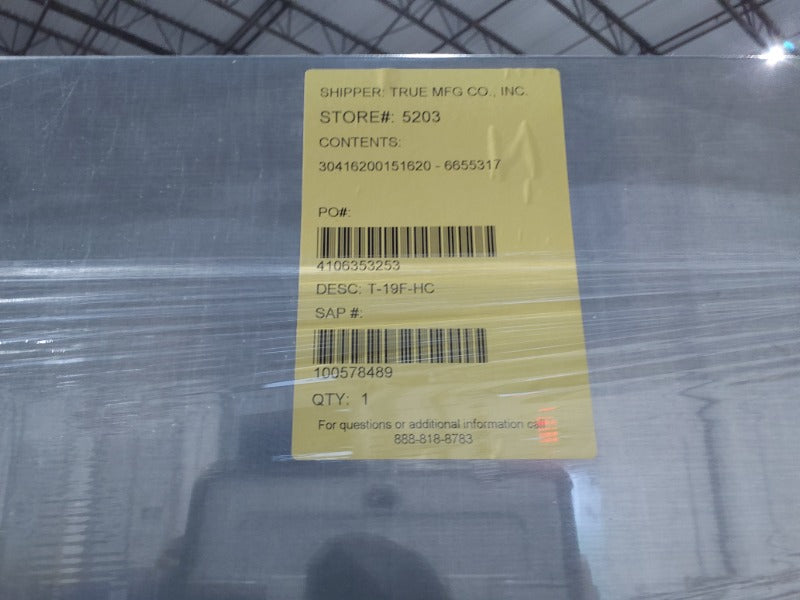 SHIPPER: TRUE MFG CO., INC.
STORE#: 5203
CONTENTS:
30416200151620 - 6655317
PO#:
4106353253
DESC: T-19F-HC
SAP #:
100578489
QTY: 1
For questions or additional information call
888-818-8783